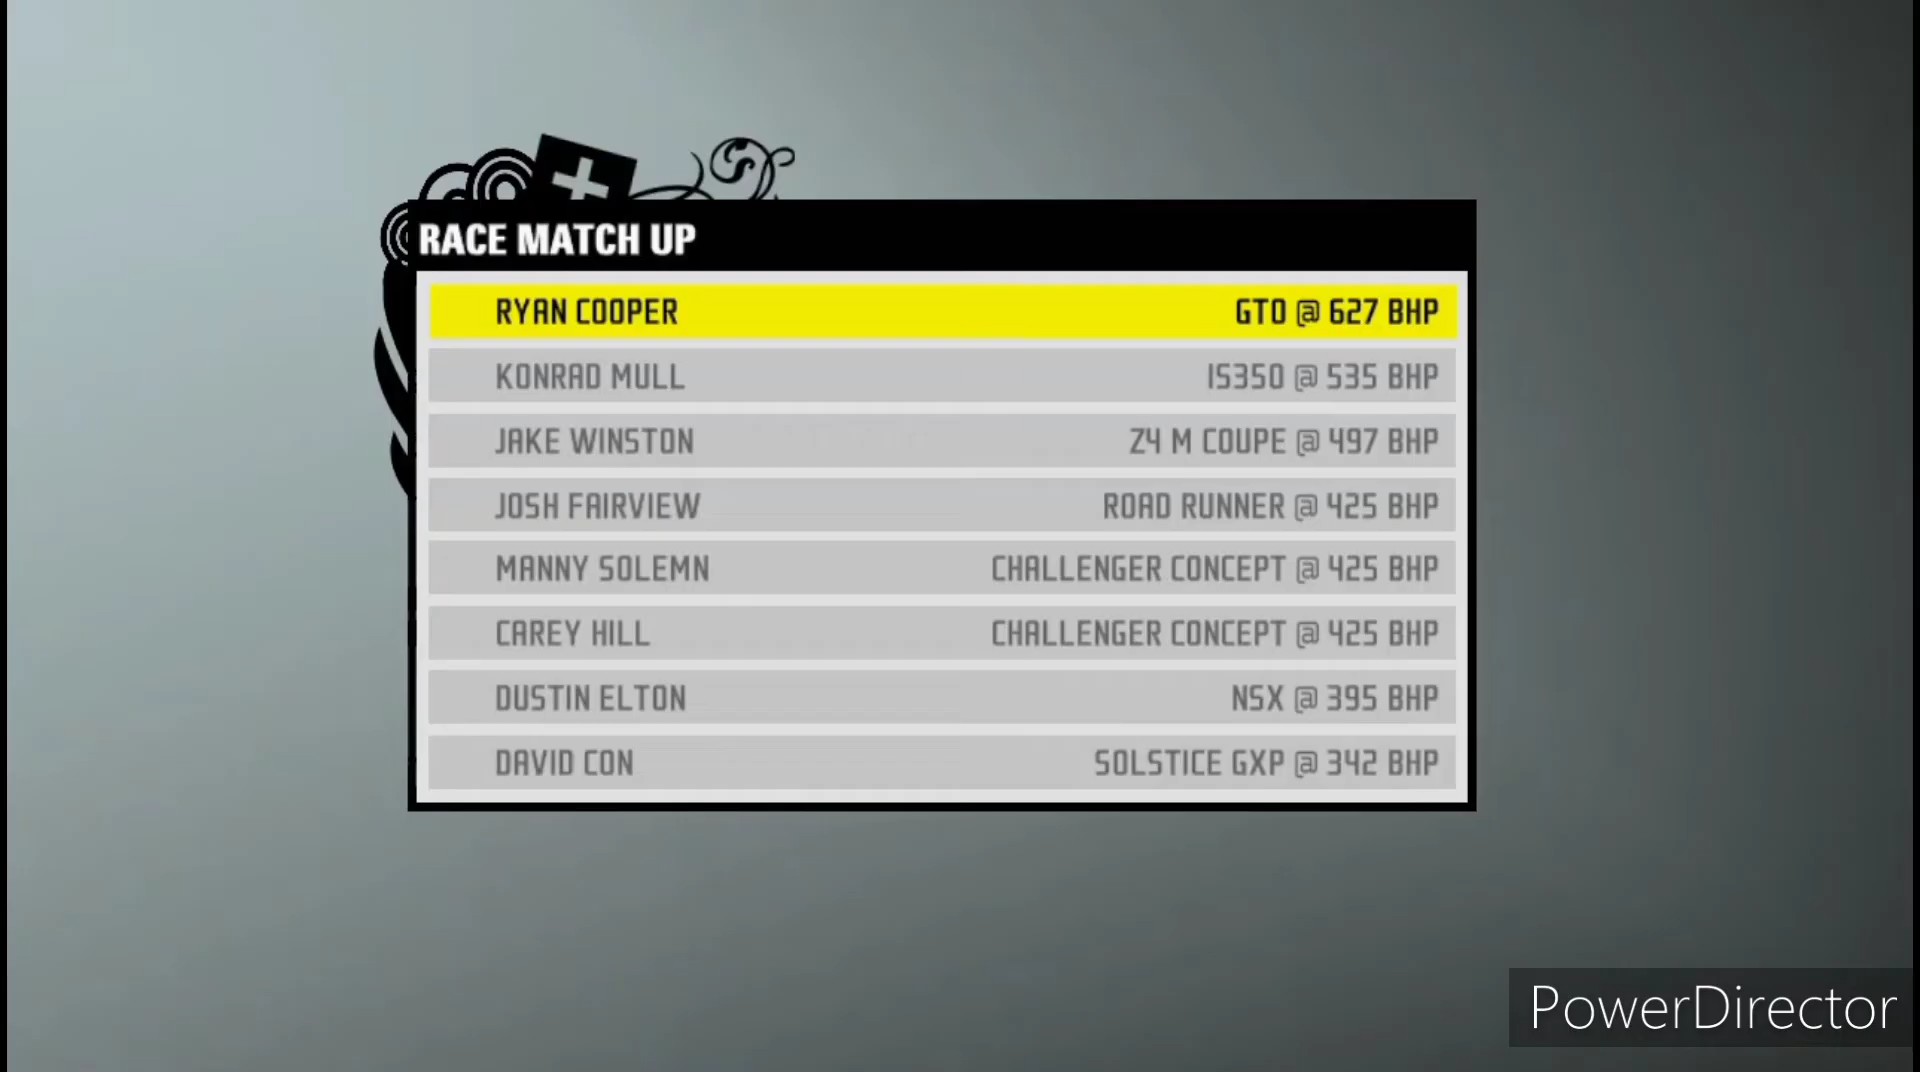 RACE MATCH UP
RYAN COOPER GTO @ 627 BHP
KONRAD MULL IS350 @ 535 BHP
JAKE WINSTON Z4 M COUPE @ 497 BHP
JOSH FAIRVIEW ROAD RUNNER @ 425 BHP
MANNY SOLEMN CHALLENGER CONCEPT @ 425 BHP
CAREY HILL CHALLENGER CONCEPT @ 425 BHP
DUSTIN ELTON NSX @ 395 BHP
DAVID CON SOLSTICE GXP @ 342 BHP
PowerDirector